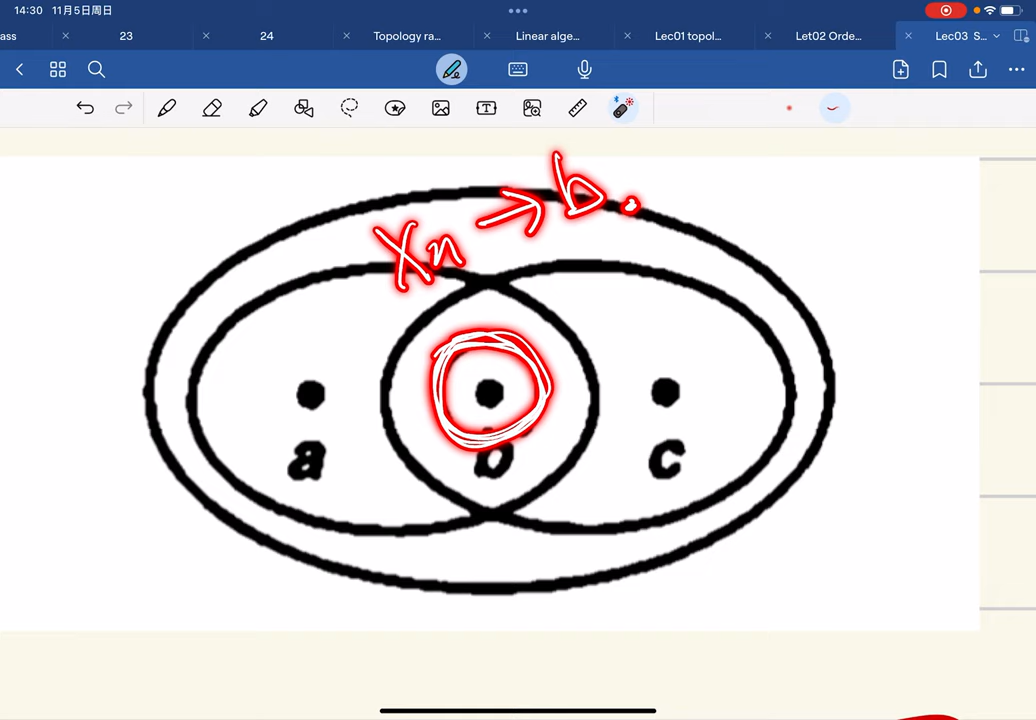 14:30 11月5日周日
ass 23 24 Topology ra... Linear alge... Lec01 topol... Let02 Orde... Lec03 S...
T
Xn → b.
a b c